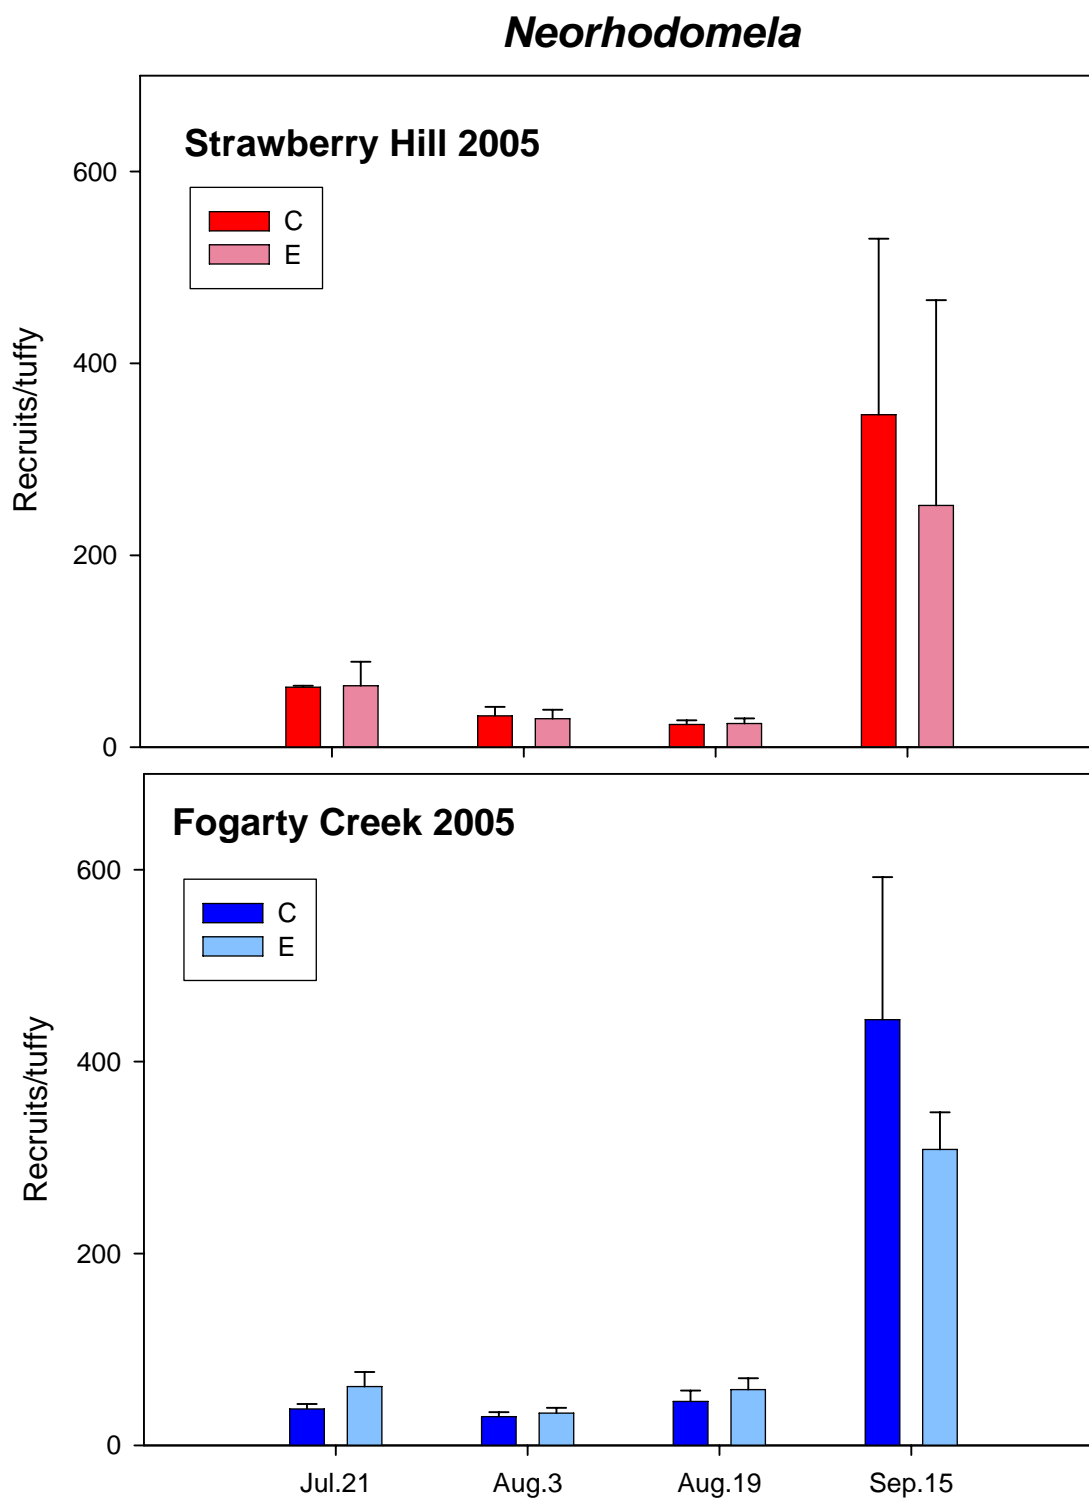 Neorhodomela
Strawberry Hill 2005
C
E
Recruits/tuffy
600
400
200
0
Fogarty Creek 2005
C
E
Recruits/tuffy
600
400
200
0
Jul.21 Aug.3 Aug.19 Sep.15